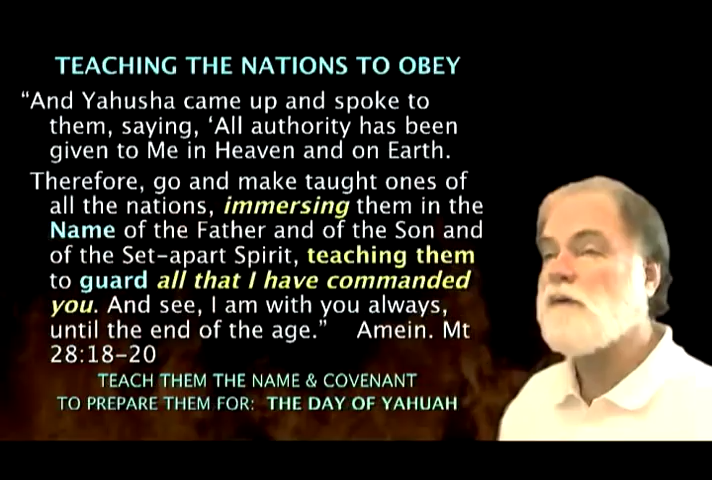 TEACHING THE NATIONS TO OBEY
“And Yahusha came up and spoke to
them, saying, ‘All authority has been
given to Me in Heaven and on Earth.
Therefore, go and make taught ones of
all the nations, immersing them in the
Name of the Father and of the Son and
of the Set-apart Spirit, teaching them
to guard all that I have commanded
you. And see, I am with you always,
until the end of the age.” Amein. Mt
28:18-20
TEACH THEM THE NAME & COVENANT
TO PREPARE THEM FOR: THE DAY OF YAHUAH